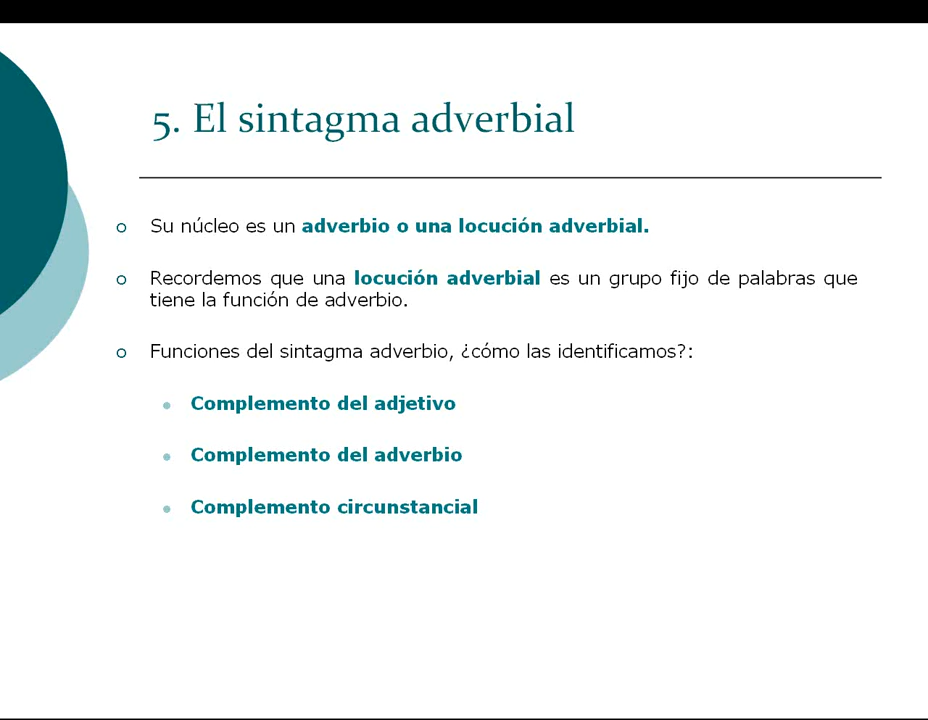 5. El sintagma adverbial
Su núcleo es un adverbio o una locución adverbial.
Recordemos que una locución adverbial es un grupo fijo de palabras que
tiene la función de adverbio.
Funciones del sintagma adverbio, ¿cómo las identificamos?:
Complemento del adjetivo
Complemento del adverbio
Complemento circunstancial